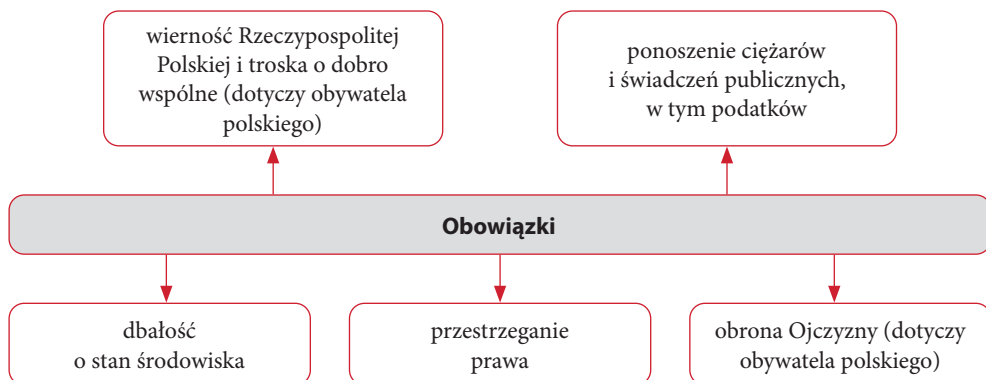 wierność Rzeczypospolitej
Polskiej i troska o dobro
wspólne (dotyczy obywatela
polskiego)
ponoszenie ciężarów
i świadczeń publicznych,
w tym podatków
Obowiązki
dbałość
o stan środowiska
przestrzeganie
prawa
obrona Ojczyzny (dotyczy
obywatela polskiego)